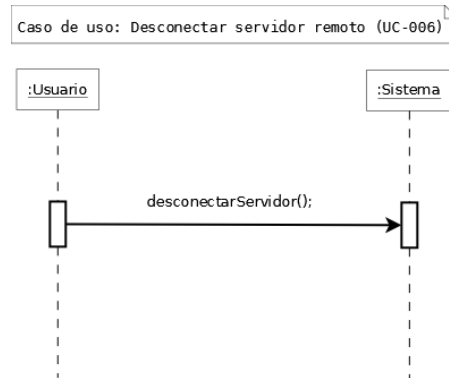 Caso de uso: Desconectar servidor remoto (UC-006)
:Usuario
:Sistema
desconectarServidor();